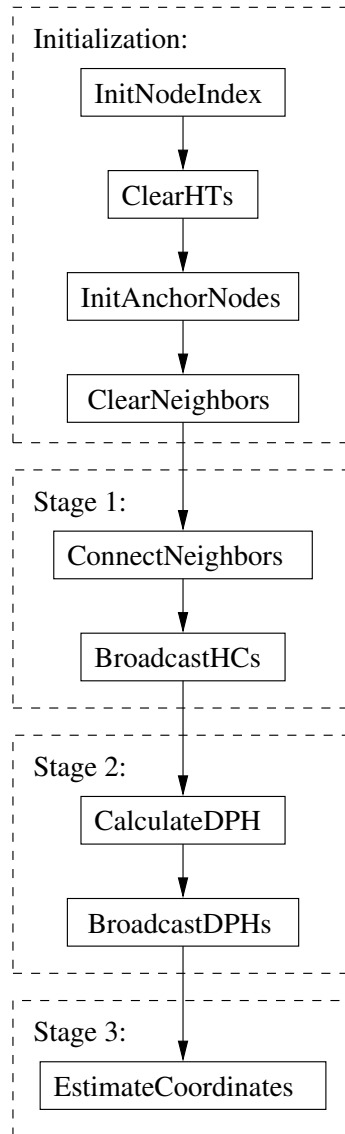 Initialization:
InitNodeIndex
ClearHTs
InitAnchorNodes
ClearNeighbors
Stage 1:
ConnectNeighbors
BroadcastHCs
Stage 2:
CalculateDPH
BroadcastDPHs
Stage 3:
EstimateCoordinates